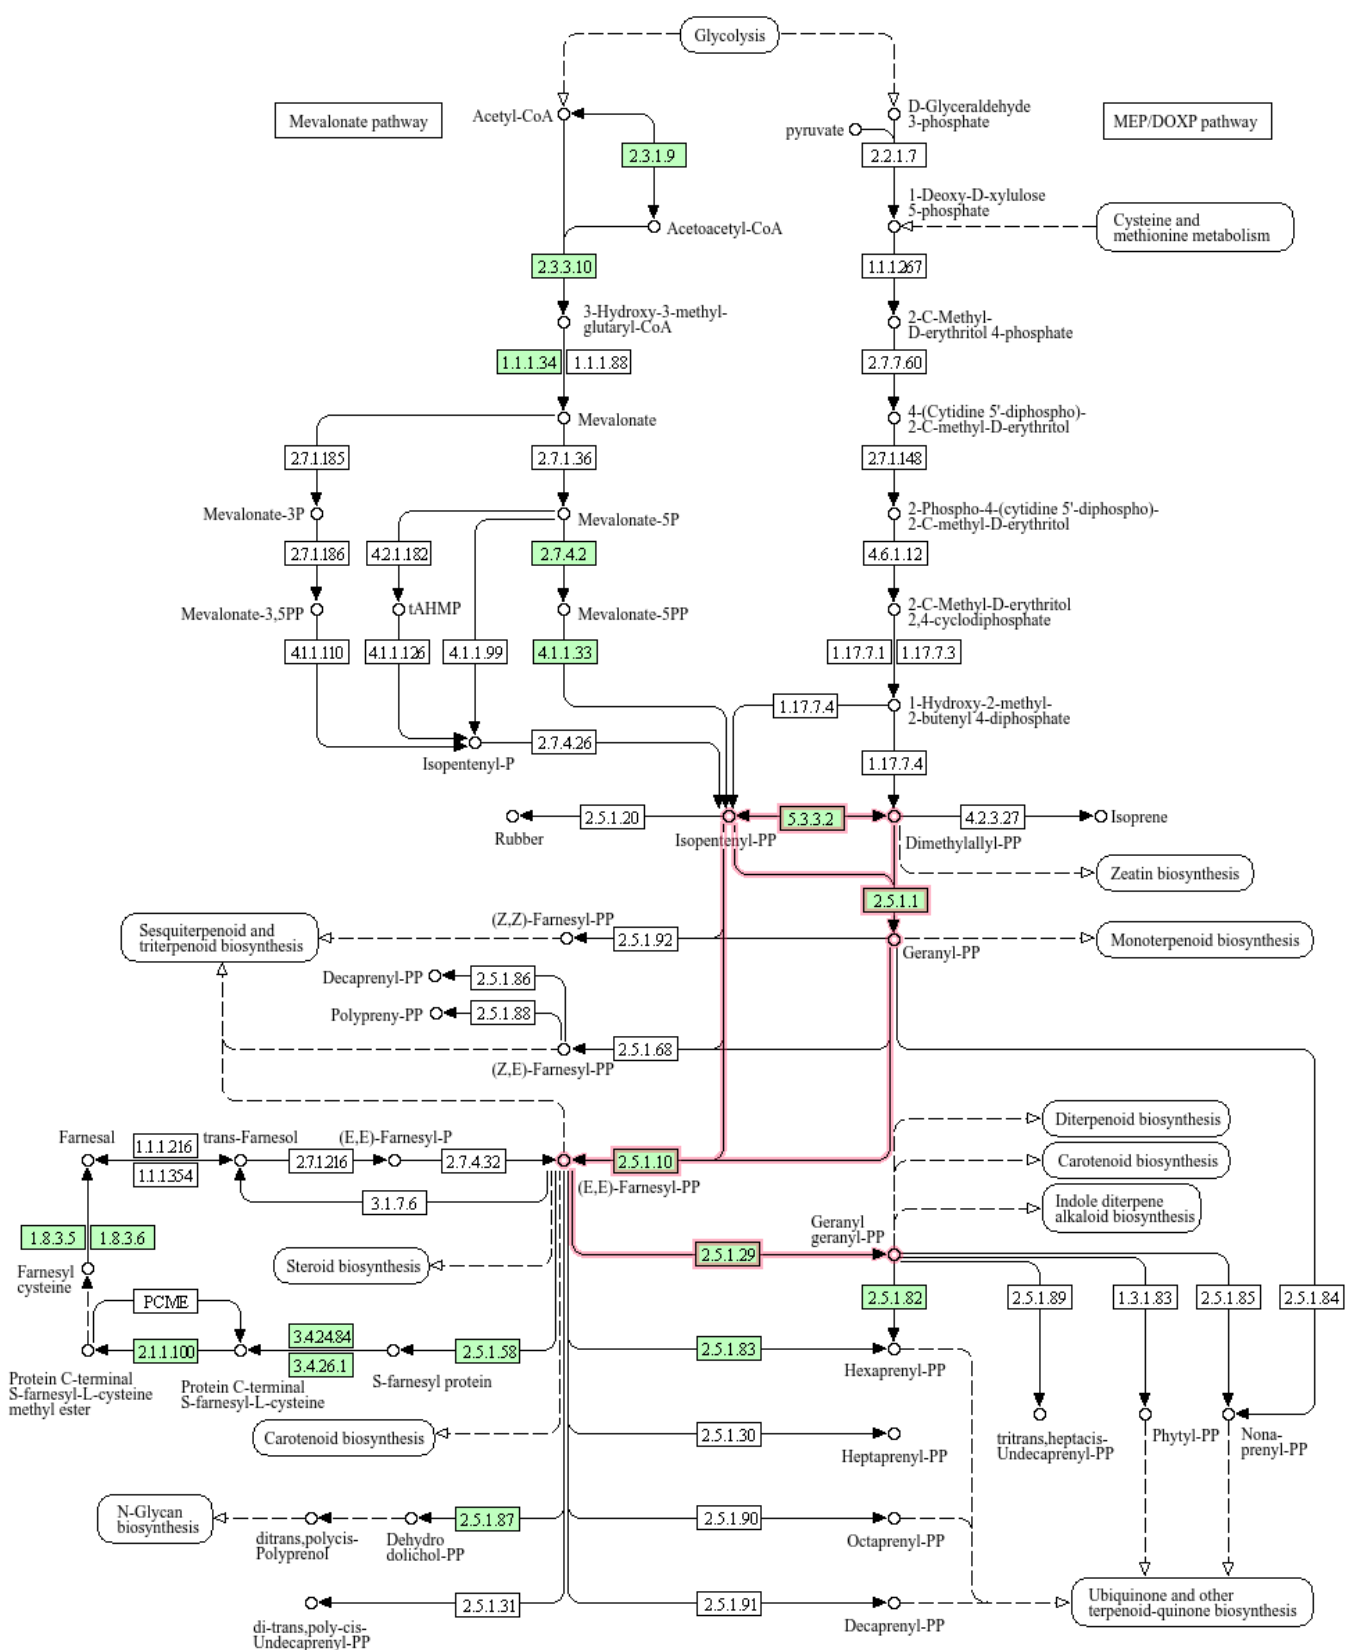 Glycolysis
Mevalonate pathway
Acetyl-CoA
D-Glyceraldehyde
3-phosphate
MEP/DOXP pathway
pyruvate
2.3.1.9
2.2.1.7
1-Deoxy-D-xylulose
5-phosphate
Acetoacetyl-CoA
Cysteine and
methionine metabolism
2.3.3.10
1.1.1.267
3-Hydroxy-3-methyl-
glutaryl-CoA
2-C-Methyl-
D-erythritol 4-phosphate
1.1.1.34
1.1.1.88
2.7.7.60
Mevalonate
4-(Cytidine 5'-diphospho)-
2-C-methyl-D-erythritol
2.7.1.185
2.7.1.36
2.7.1.148
Mevalonate-3P
Mevalonate-5P
2-Phospho-4-(cytidine 5'-diphospho)-
2-C-methyl-D-erythritol
2.7.1.186
4.2.1.182
2.7.4.2
4.6.1.12
Mevalonate-3,5PP
tAHMP
Mevalonate-5PP
2-C-Methyl-D-erythritol
2,4-cyclodiphosphate
4.1.1.110
4.1.1.126
4.1.1.99
4.1.1.33
1.17.7.1
1.17.7.3
1.17.7.4
1-Hydroxy-2-methyl-
2-butenyl 4-diphosphate
Isopentenyl-P
2.7.4.26
1.17.7.4
Rubber
2.5.1.20
Isopentenyl-PP
5.3.3.2
Dimethylallyl-PP
4.2.3.27
Isoprene
Zeatin biosynthesis
2.5.1.1
Sesquiterpenoid and
triterpenoid biosynthesis
(Z,Z)-Farnesyl-PP
2.5.1.92
Geranyl-PP
Monoterpenoid biosynthesis
Decaprenyl-PP
2.5.1.86
Polypreny-PP
2.5.1.88
2.5.1.68
(Z,E)-Farnesyl-PP
Diterpenoid biosynthesis
Farnesal
1.1.1.216
trans-Farnesol
(E,E)-Farnesyl-P
2.7.1.216
2.7.4.32
2.5.1.10
Carotenoid biosynthesis
1.1.1.354
(E,E)-Farnesyl-PP
3.1.7.6
Indole diterpene
alkaloid biosynthesis
1.8.3.5
1.8.3.6
Geranyl
geranyl-PP
Farnesyl
cysteine
Steroid biosynthesis
2.5.1.29
PCME
2.5.1.82
2.5.1.89
1.3.1.83
2.5.1.85
2.5.1.84
2.1.1.100
3.4.24.84
3.4.26.1
2.5.1.58
2.5.1.83
Hexaprenyl-PP
Protein C-terminal
S-farnesyl-L-cysteine
methyl ester
Protein C-terminal
S-farnesyl-L-cysteine
S-farnesyl protein
Carotenoid biosynthesis
2.5.1.30
Heptaprenyl-PP
tritrans,heptacis-
Undecaprenyl-PP
Phytyl-PP
Nona-
prenyl-PP
N-Glycan
biosynthesis
ditrans,polycis-
Polyprenol
Dehydro
dolichol-PP
2.5.1.87
2.5.1.90
Octaprenyl-PP
di-trans,poly-cis-
Undecaprenyl-PP
2.5.1.31
2.5.1.91
Decaprenyl-PP
Ubiquinone and other
terpenoid-quinone biosynthesis